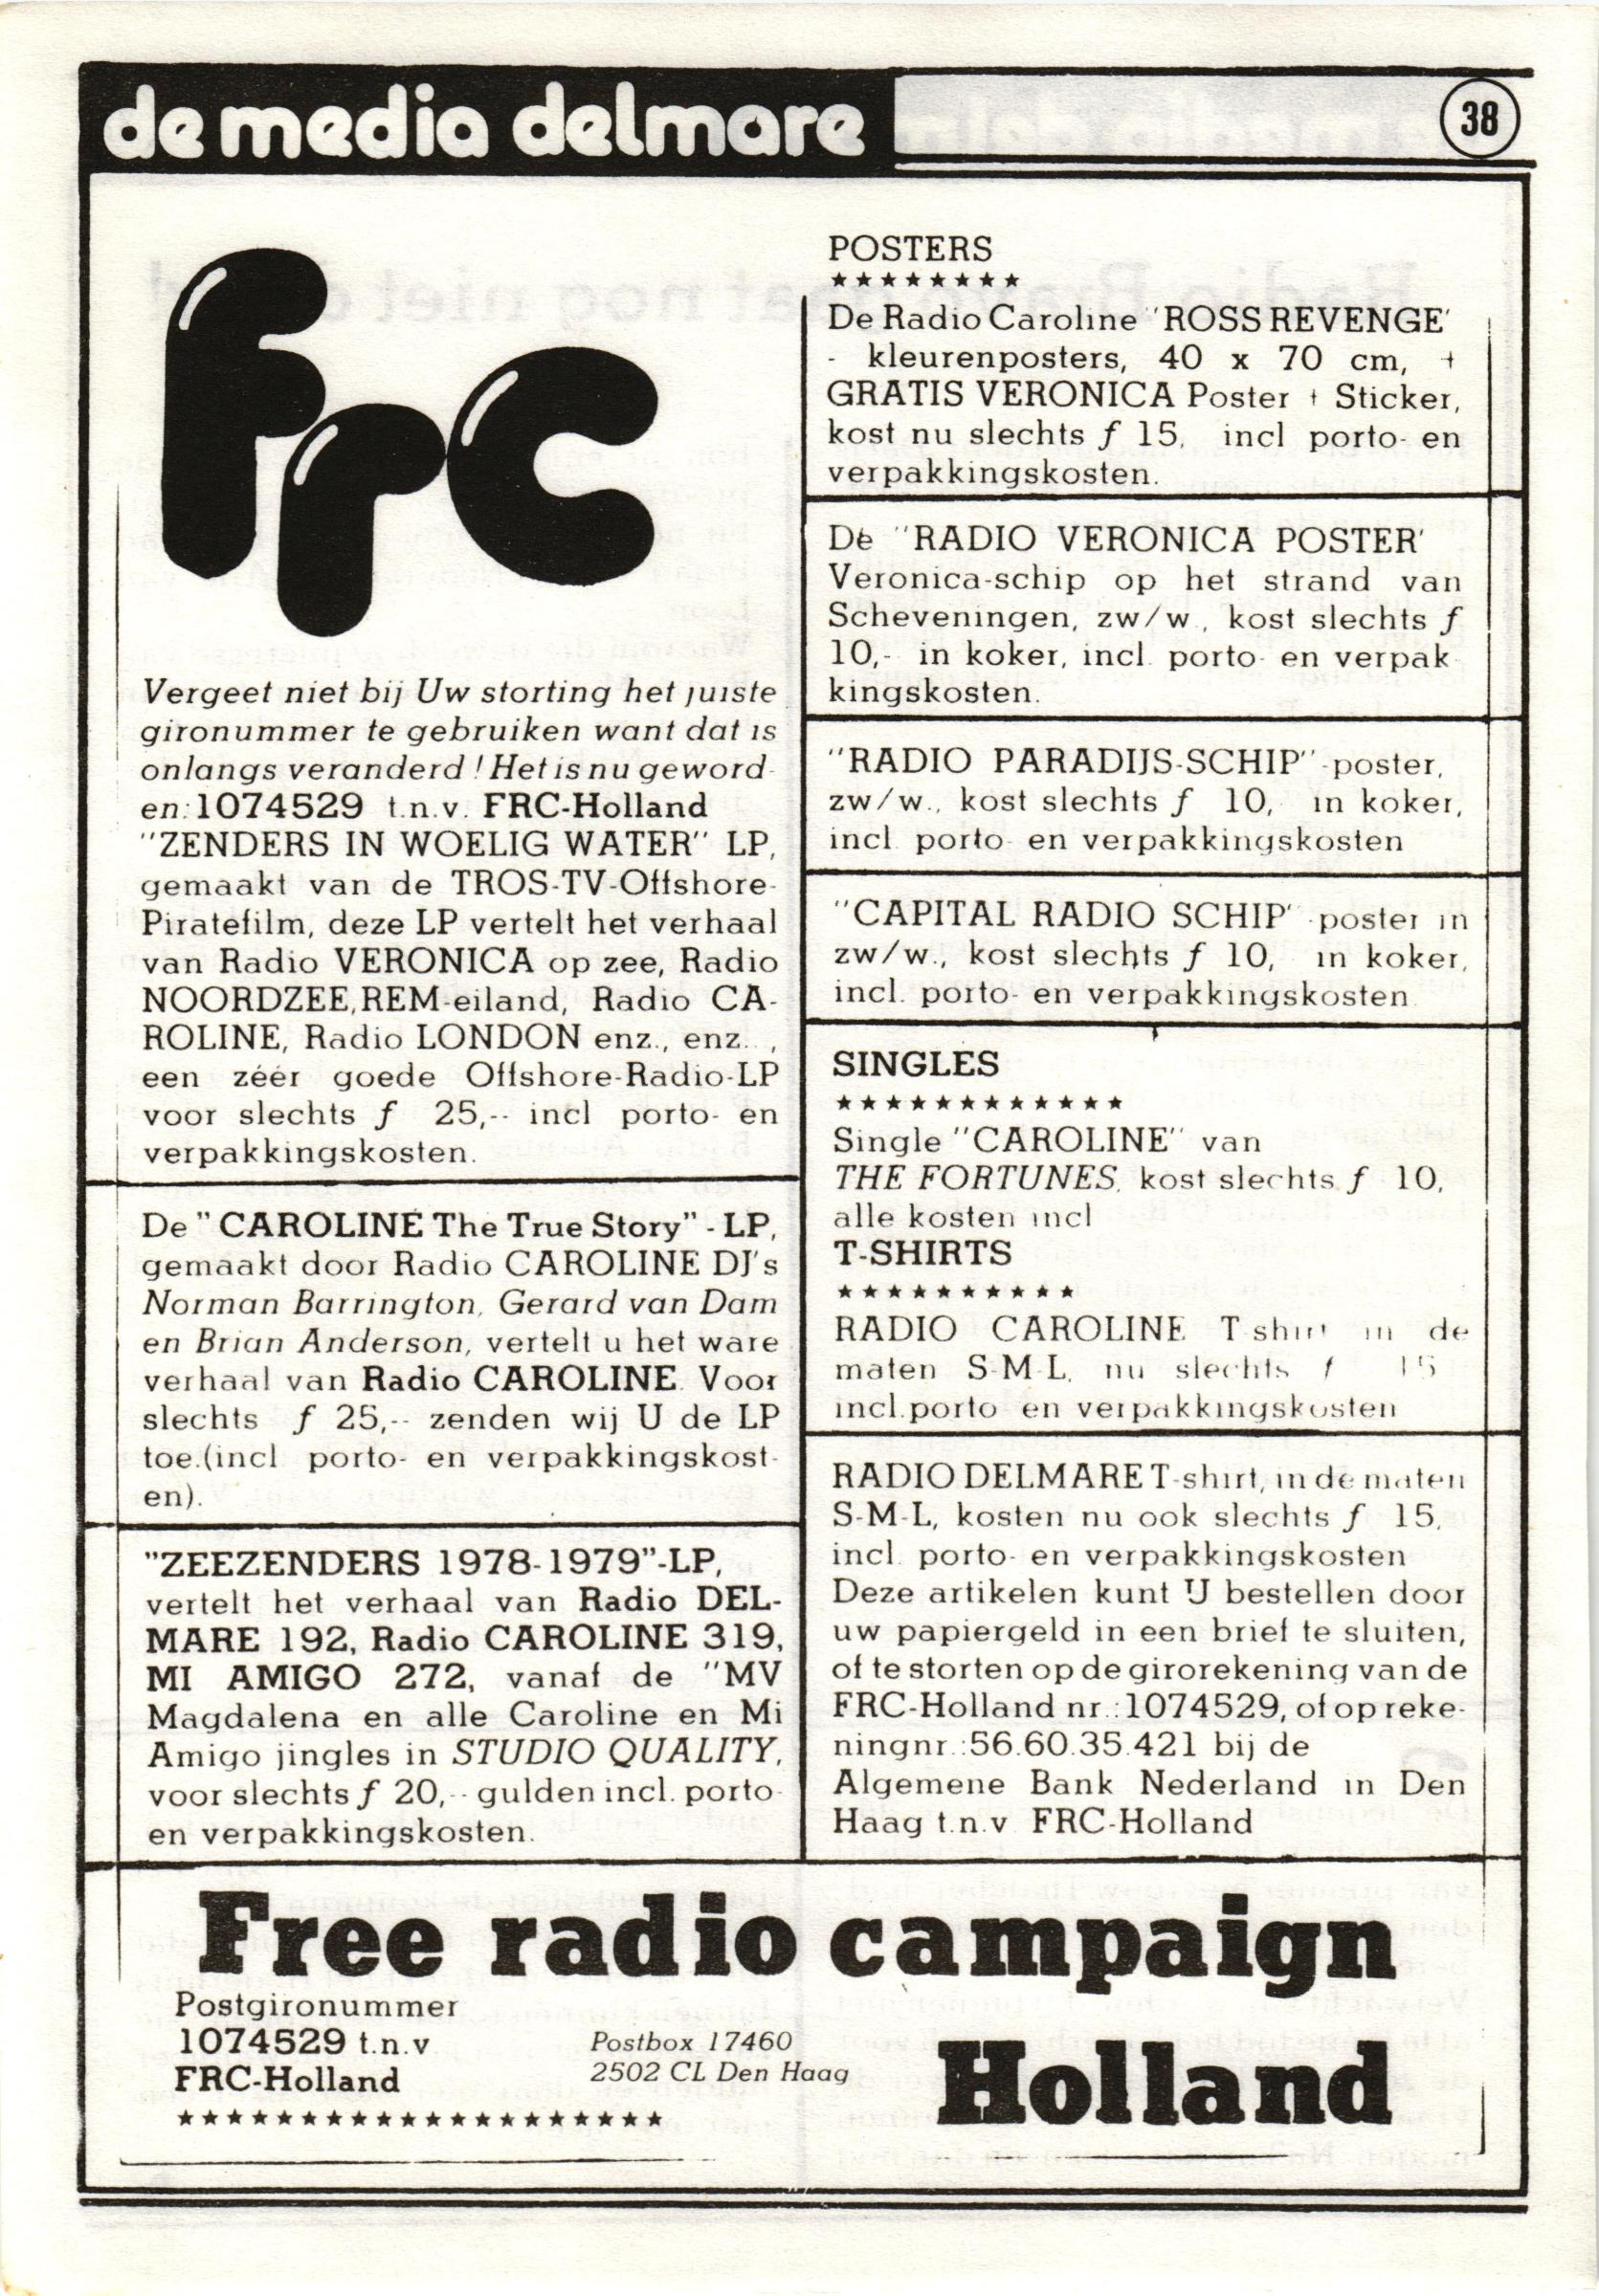 de media delmare
38
frc
Vergeet niet bij Uw storting het juiste
gironummer te gebruiken want dat is
onlangs veranderd ! Het is nu geword-
en: 1074529 t.n.v. FRC-Holland
"ZENDERS IN WOELIG WATER" LP,
gemaakt van de TROS-TV-Offshore-
Piratefilm, deze LP vertelt het verhaal
van Radio VERONICA op zee, Radio
NOORDZEE, REM-eiland, Radio CA-
ROLINE, Radio LONDON enz., enz. . ,
een zéér goede Offshore-Radio-LP
voor slechts ƒ 25,-- incl porto- en
verpakkingskosten.
De " CAROLINE The True Story" - LP,
gemaakt door Radio CAROLINE DJ's
Norman Barrington, Gerard van Dam
en Brian Anderson, vertelt u het ware
verhaal van Radio CAROLINE. Voor
slechts ƒ 25,-- zenden wij U de LP
toe.(incl porto- en verpakkingskost-
en).
"ZEEZENDERS 1978-1979"-LP,
vertelt het verhaal van Radio DEL-
MARE 192, Radio CAROLINE 319,
MI AMIGO 272, vanaf de "MV
Magdalena en alle Caroline en Mi
Amigo jingles in STUDIO QUALITY,
voor slechts ƒ 20,-- gulden incl. porto-
en verpakkingskosten.
POSTERS
********
De Radio Caroline 'ROSS REVENGE'
- kleurenposters, 40 x 70 cm, +
GRATIS VERONICA Poster + Sticker,
kost nu slechts ƒ 15, incl porto- en
verpakkingskosten.
De "RADIO VERONICA POSTER'
Veronica-schip op het strand van
Scheveningen, zw/w., kost slechts ƒ
10,- in koker, incl. porto- en verpak-
kingskosten.
"RADIO PARADIJS-SCHIP"-poster,
zw/w., kost slechts ƒ 10, in koker,
incl. porto- en verpakkingskosten
"CAPITAL RADIO SCHIP' -poster in
zw/w., kost slechts ƒ 10, in koker,
incl. porto- en verpakkingskosten
SINGLES
************
Single "CAROLINE" van
THE FORTUNES, kost slechts ƒ 10,
alle kosten incl
T-SHIRTS
**********
RADIO CAROLINE T-shirt in de
maten S-M-L, nu slechts ƒ 15
incl.porto en verpakkingskosten
RADIO DELMARE T-shirt, in de maten
S-M-L, kosten nu ook slechts ƒ 15,
incl. porto- en verpakkingskosten
Deze artikelen kunt U bestellen door
uw papiergeld in een brief te sluiten,
of te storten op de girorekening van de
FRC-Holland nr.:1074529, of op reke-
ningnr.:56.60.35.421 bij de
Algemene Bank Nederland in Den
Haag t.n.v FRC-Holland
Free radio campaign
Holland
Postgironummer
1074529 t.n.v
FRC-Holland
********************
Postbox 17460
2502 CL Den Haag